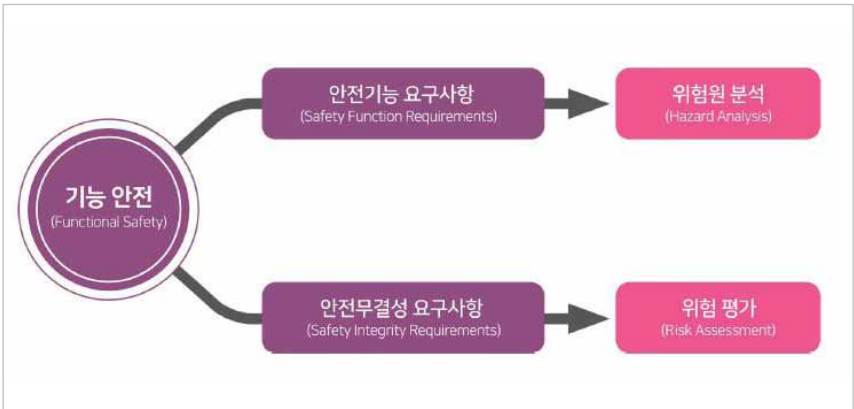 안전기능 요구사항
(Safety Function Requirements)
위험원 분석
(Hazard Analysis)
기능 안전
(Functional Safety)
안전무결성 요구사항
(Safety Integrity Requirements)
위험 평가
(Risk Assessment)